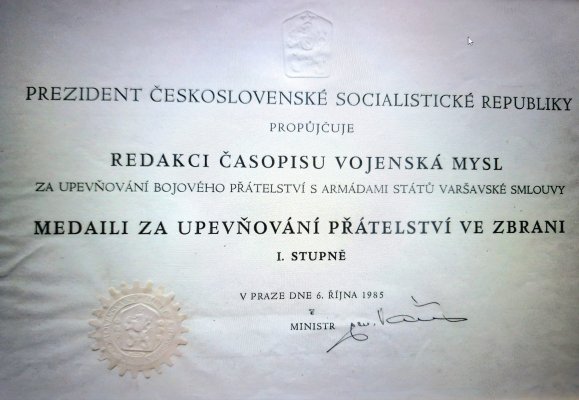 PREZIDENT ČESKOSLOVENSKÉ SOCIALISTICKÉ REPUBLIKY
PROPŮJČUJE
REDAKCI ČASOPISU VOJENSKÁ MYSL
ZA UPEVŇOVÁNÍ BOJOVÉHO PŘÁTELSTVÍ S ARMÁDAMI STÁTŮ VARŠAVSKÉ SMLOUVY
MEDAILI ZA UPEVŇOVÁNÍ PŘÁTELSTVÍ VE ZBRANI
I. STUPNĚ
V PRAZE DNE 6. ŘÍJNA 1985
MINISTR